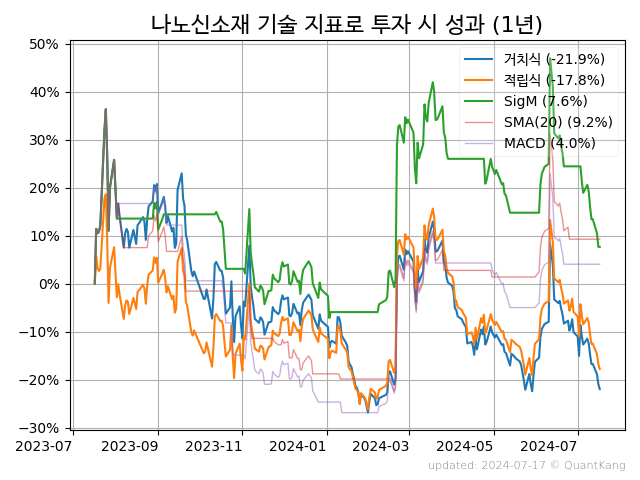 나노신소재 기술 지표로 투자 시 성과 (1년)
거치식 (-21.9%)
적립식 (-17.8%)
SigM (7.6%)
SMA(20) (9.2%)
MACD (4.0%)
50%
40%
30%
20%
10%
0%
−10%
−20%
−30%
2023-07 2023-09 2023-11 2024-01 2024-03 2024-05 2024-07
updated: 2024-07-17 © QuantKang